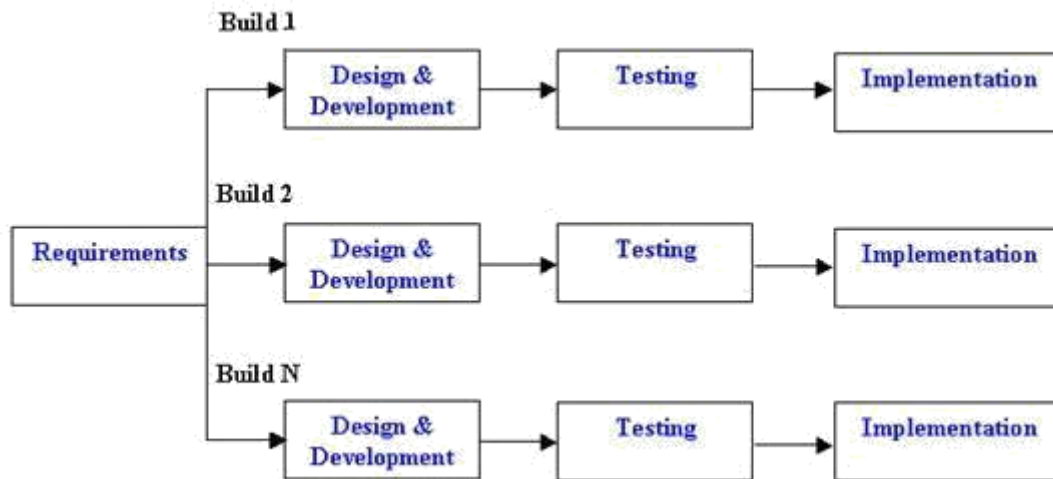 Build 1
Design &
Development
Testing
Implementation
Build 2
Requirements
Design &
Development
Testing
Implementation
Build N
Design &
Development
Testing
Implementation